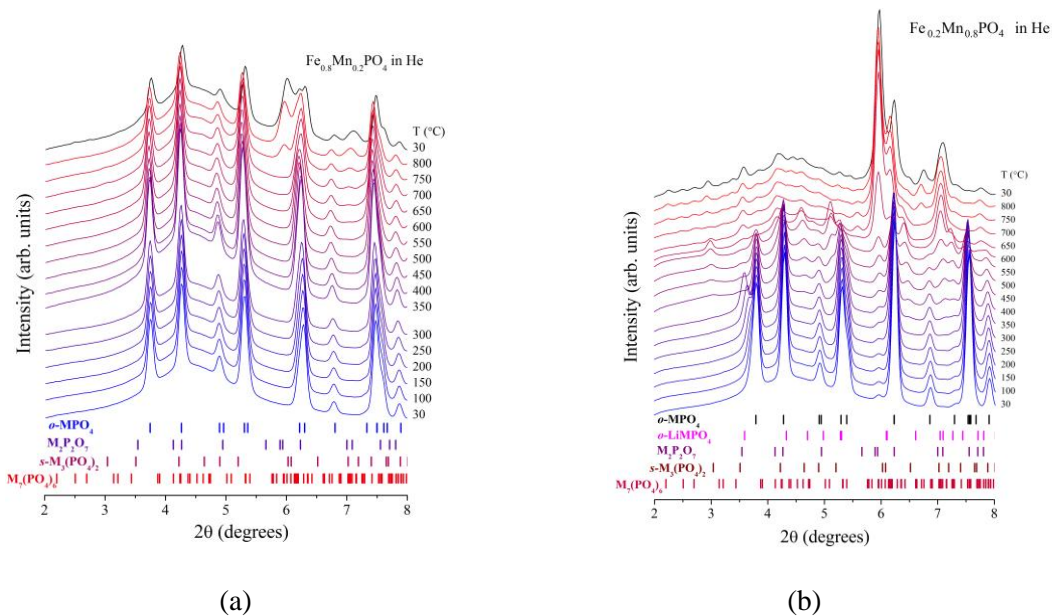 Fe0.8Mn0.2PO4 in He
T (°C)
30
800
750
700
650
600
550
500
450
400
350
300
250
200
150
100
30
Intensity (arb. units)
o-MPO4
M2P2O7
s-M3(PO4)2
M7(PO4)6
2 3 4 5 6 7 8
2θ (degrees)
(a)
Fe0.2Mn0.8PO4 in He
T (°C)
30
800
750
700
650
600
550
500
450
400
350
300
250
200
150
100
30
Intensity (arb. units)
o-MPO4
o-LiMPO4
M2P2O7
s-M3(PO4)2
M7(PO4)6
2 3 4 5 6 7 8
2θ (degrees)
(b)